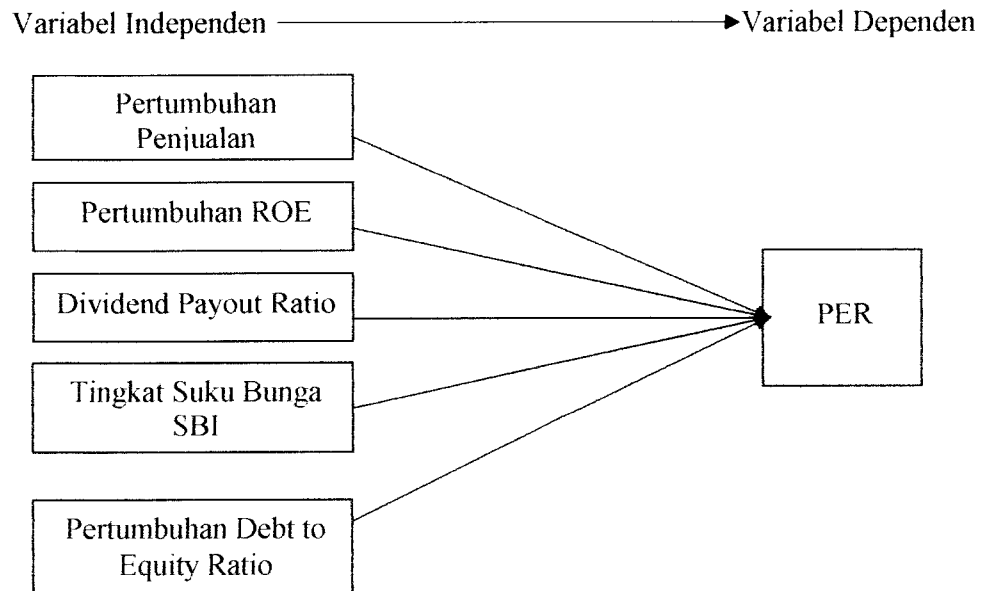 Variabel Independen
Variabel Dependen
Pertumbuhan
Penjualan
Pertumbuhan ROE
Dividend Payout Ratio
Tingkat Suku Bunga
SBI
Pertumbuhan Debt to
Equity Ratio
PER